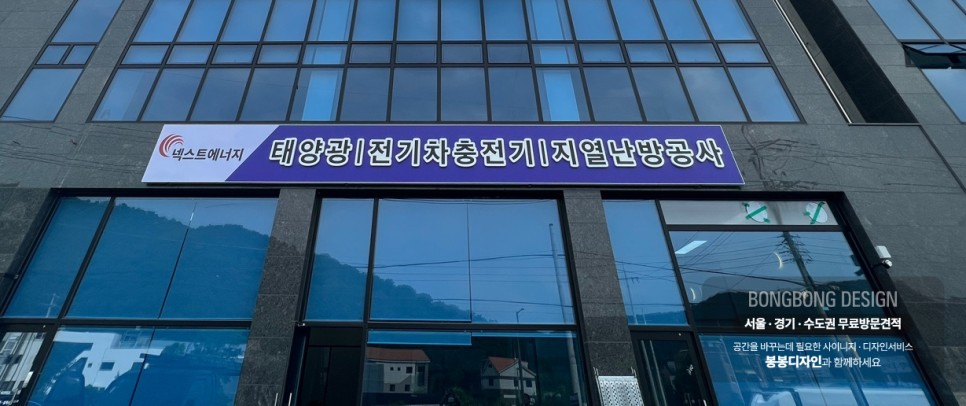 넥스트에너지
태양광|전기차충전기|지열난방공사
BONGBONG DESIGN
서울 · 경기 · 수도권 무료방문견적
공간을 바꾸는데 필요한 사이니지 · 디자인서비스
봉봉디자인과 함께하세요